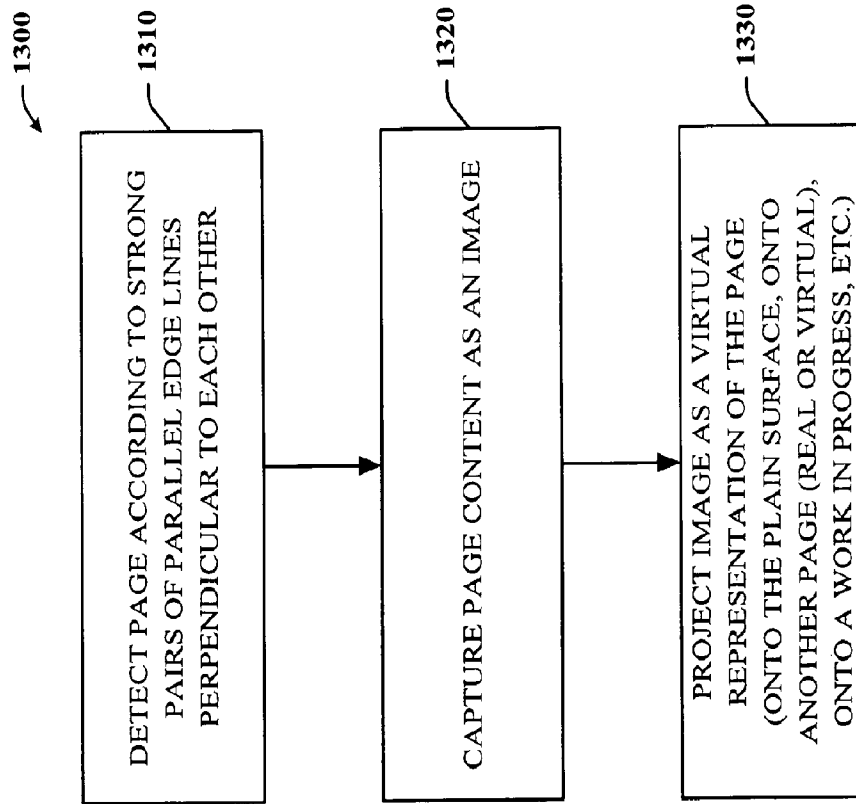 1300
1310
DETECT PAGE ACCORDING TO STRONG
PAIRS OF PARALLEL EDGE LINES
PERPENDICULAR TO EACH OTHER
1320
CAPTURE PAGE CONTENT AS AN IMAGE
1330
PROJECT IMAGE AS A VIRTUAL
REPRESENTATION OF THE PAGE
(ONTO THE PLAIN SURFACE, ONTO
ANOTHER PAGE (REAL OR VIRTUAL),
ONTO A WORK IN PROGRESS, ETC.)